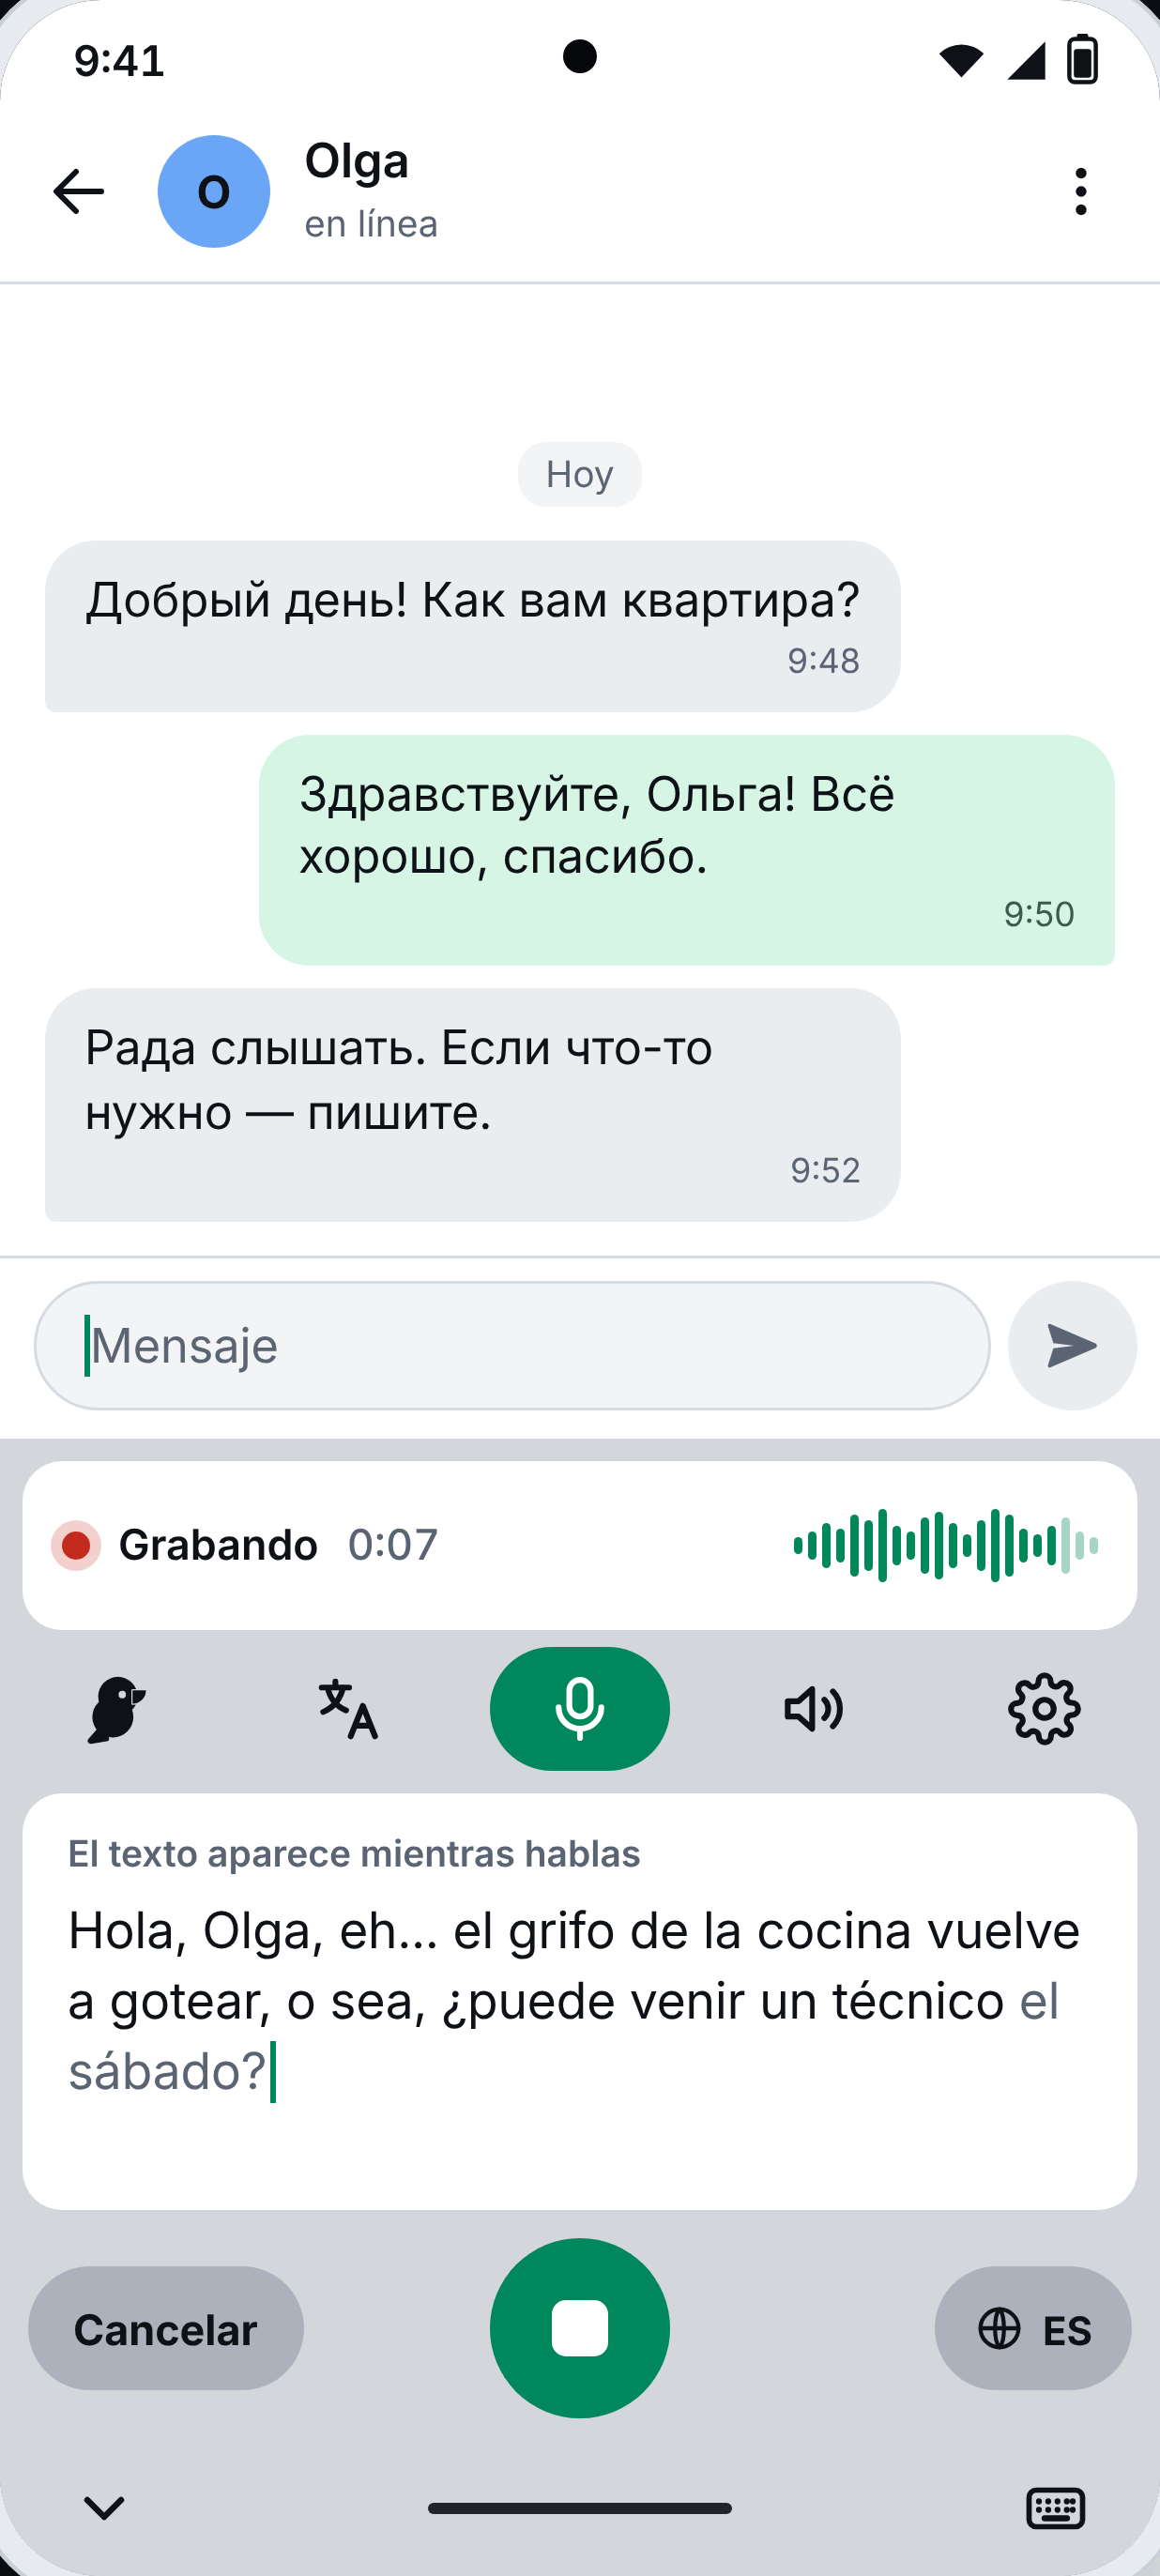 9:41
O
Olga
en línea
Hoy
Добрый день! Как вам квартира?
9:48
Здравствуйте, Ольга! Всё
хорошо, спасибо.
9:50
Рада слышать. Если что-то
нужно — пишите.
9:52
Mensaje
Grabando 0:07
El texto aparece mientras hablas
Hola, Olga, eh... el grifo de la cocina vuelve
a gotear, o sea, ¿puede venir un técnico el
sábado?
Cancelar
ES